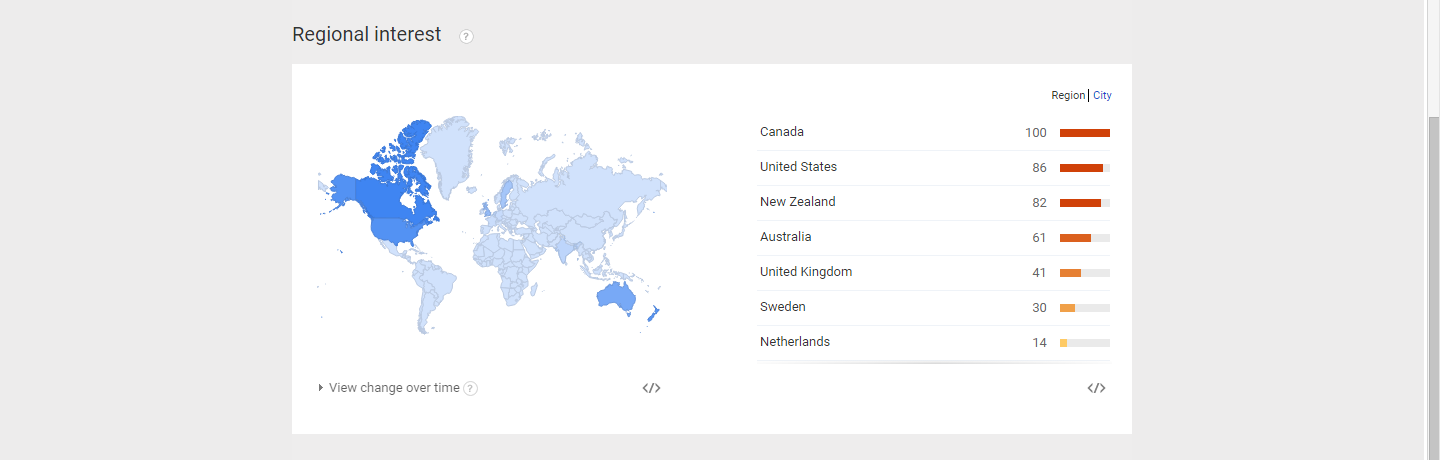 Regional interest ?
Region | City
Canada 100
United States 86
New Zealand 82
Australia 61
United Kingdom 41
Sweden 30
Netherlands 14
View change over time ?
</> </>